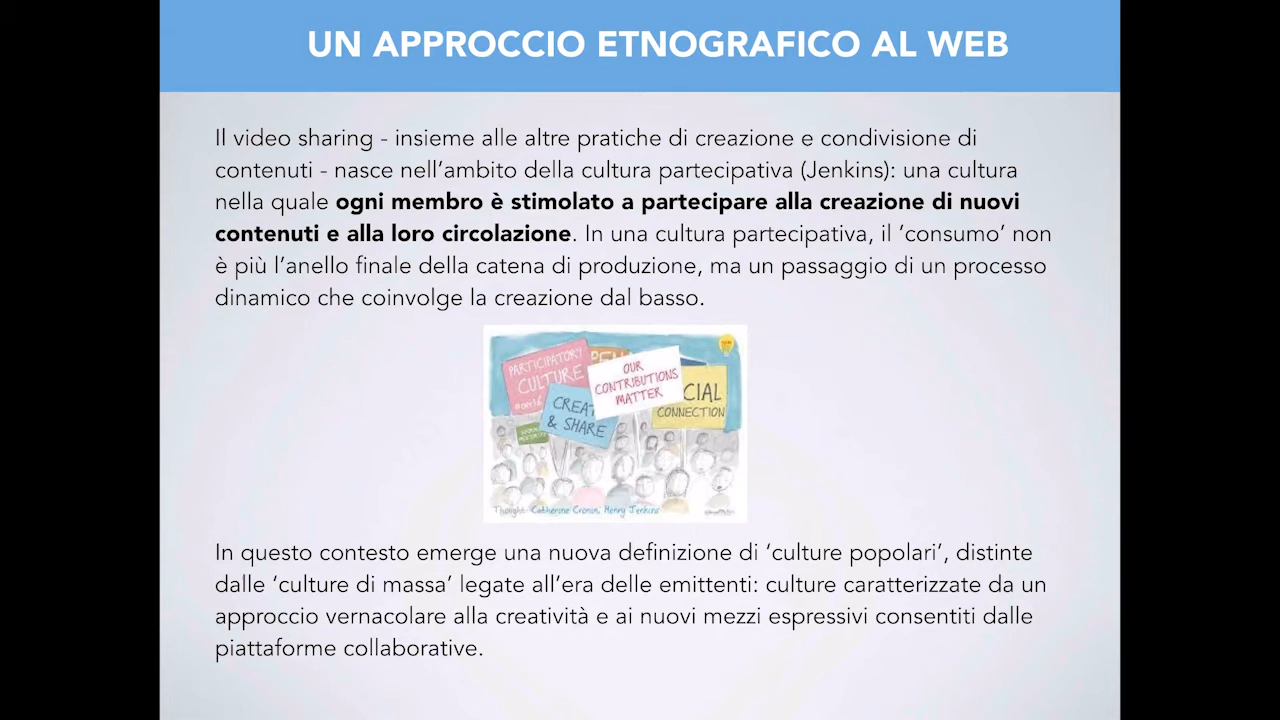 UN APPROCCIO ETNOGRAFICO AL WEB
Il video sharing - insieme alle altre pratiche di creazione e condivisione di
contenuti - nasce nell’ambito della cultura partecipativa (Jenkins): una cultura
nella quale ogni membro è stimolato a partecipare alla creazione di nuovi
contenuti e alla loro circolazione. In una cultura partecipativa, il ‘consumo’ non
è più l’anello finale della catena di produzione, ma un passaggio di un processo
dinamico che coinvolge la creazione dal basso.
PARTICIPATORY
CULTURE
OUR
CONTRIBUTIONS
MATTER
& SHARE
CONNECTION
Thought: Catherine Cronin, Henry Jenkins
In questo contesto emerge una nuova definizione di ‘culture popolari’, distinte
dalle ‘culture di massa’ legate all’era delle emittenti: culture caratterizzate da un
approccio vernacolare alla creatività e ai nuovi mezzi espressivi consentiti dalle
piattaforme collaborative.